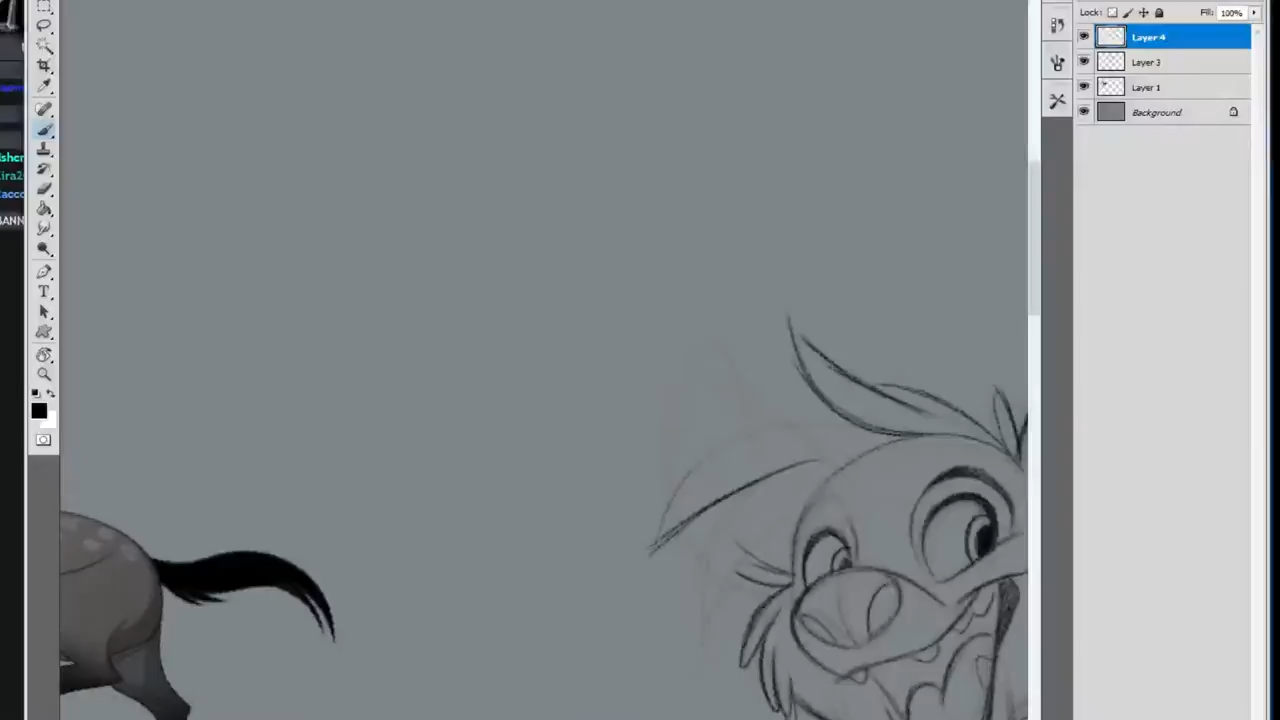 Lock: Fill: 100%
Layer 4
Layer 3
Layer 1
Background